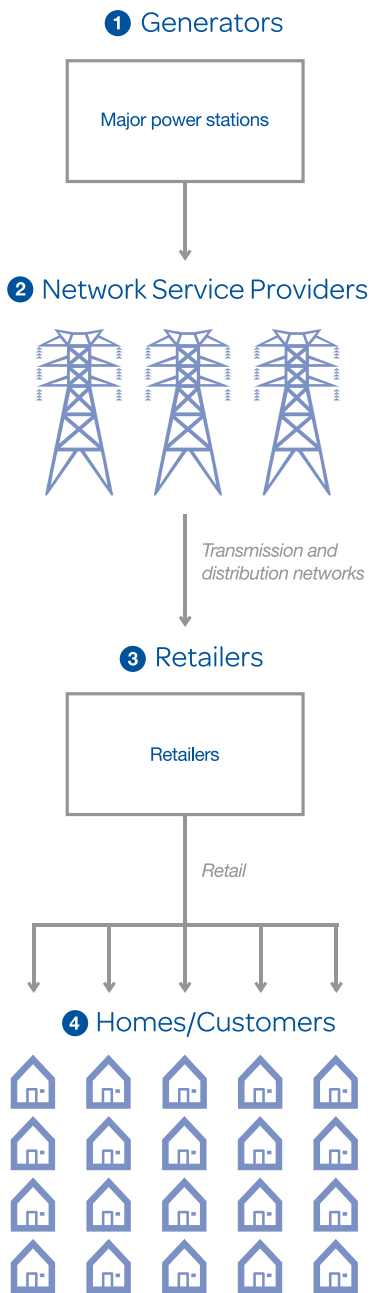 1 Generators
Major power stations
2 Network Service Providers
Transmission and
distribution networks
3 Retailers
Retailers
Retail
4 Homes/Customers